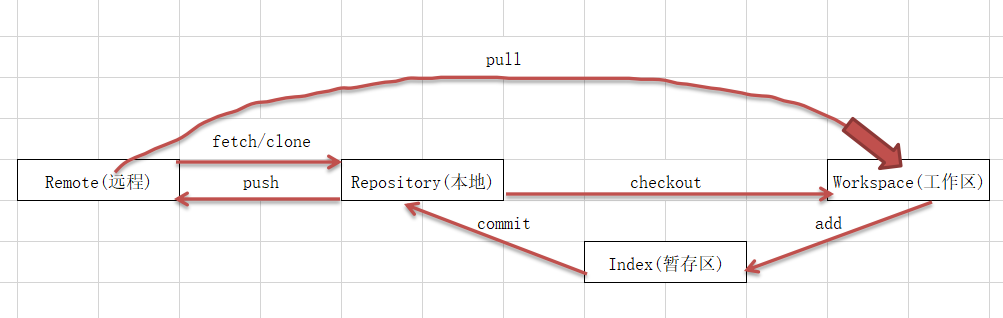 pull
fetch/clone
Remote(远程)
push
Repository(本地)
checkout
Workspace(工作区)
commit
add
Index(暂存区)